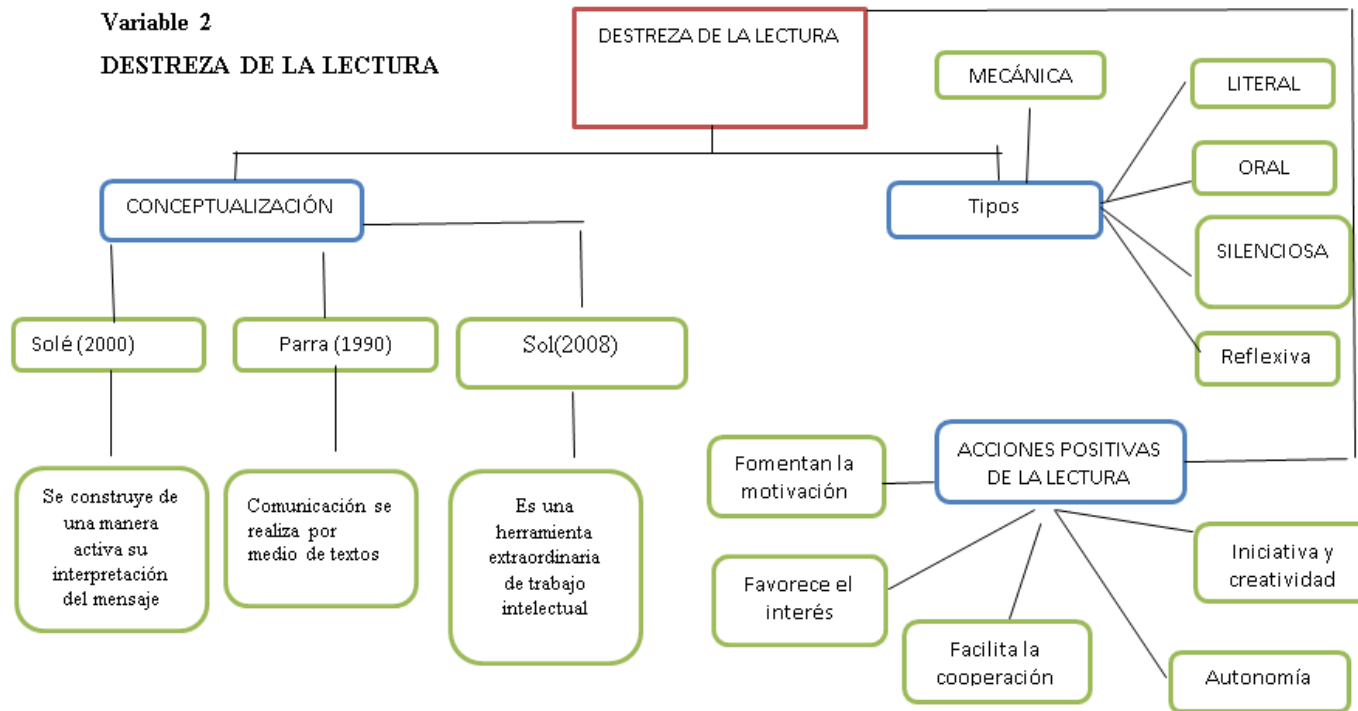 Variable 2
DESTREZA DE LA LECTURA
DESTREZA DE LA LECTURA
MECÁNICA
LITERAL
ORAL
SILENCIOSA
Reflexiva
CONCEPTUALIZACIÓN
Tipos
Solé (2000)
Parra (1990)
Sol(2008)
Se construye de
una manera
activa su
interpretación
del mensaje
Comunicación se
realiza por
medio de textos
Es una
herramienta
extraordinaria
de trabajo
intelectual
ACCIONES POSITIVAS
DE LA LECTURA
Fomentan la
motivación
Favorece el
interés
Facilita la
cooperación
Iniciativa y
creatividad
Autonomía